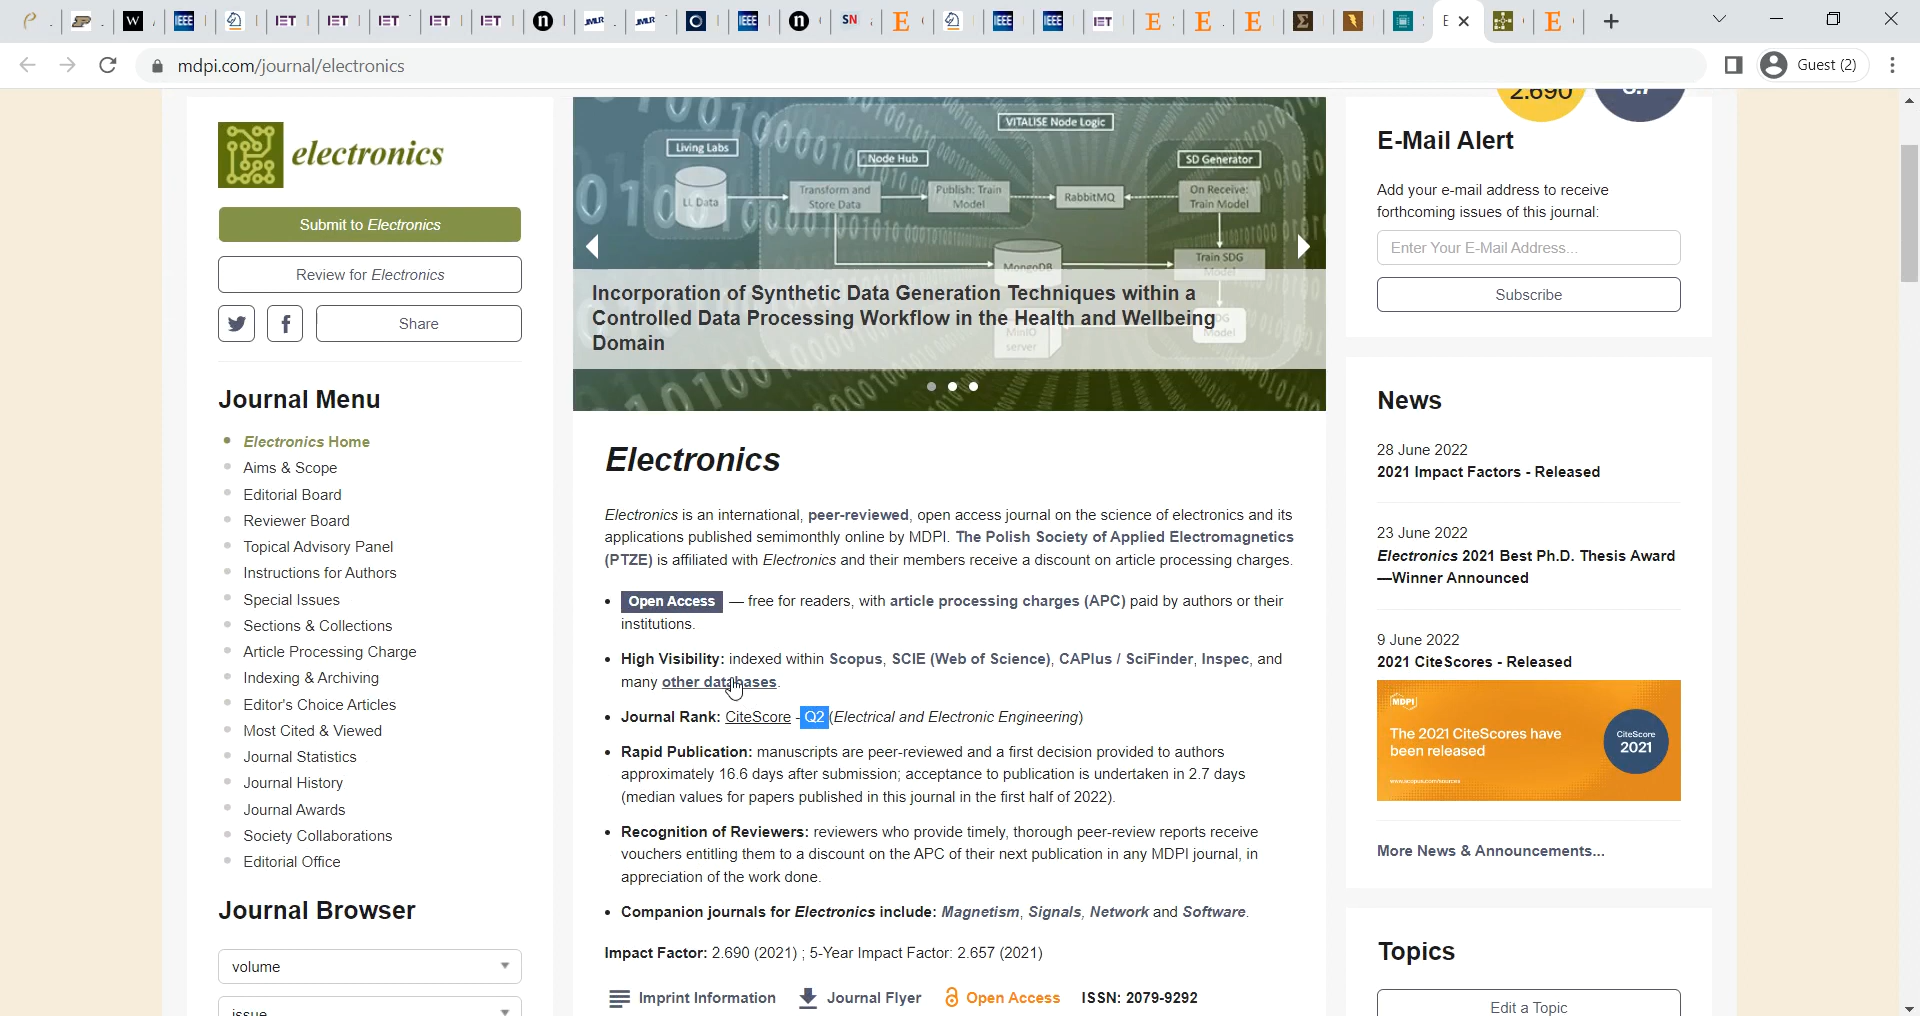 W IEEE IET IET IET IET IET n JMLR JMLR IEEE n SN E IEEE IEEE IET E E E Σ E E
mdpi.com/journal/electronics
Guest (2)
electronics
Submit to Electronics
Review for Electronics
Share
Journal Menu
Electronics Home
Aims & Scope
Editorial Board
Reviewer Board
Topical Advisory Panel
Instructions for Authors
Special Issues
Sections & Collections
Article Processing Charge
Indexing & Archiving
Editor's Choice Articles
Most Cited & Viewed
Journal Statistics
Journal History
Journal Awards
Society Collaborations
Editorial Office
Journal Browser
volume
issue
VITALISE Node Logic
Living Labs
Node Hub
SD Generator
LL Data
Transform and
Store Data
Publish: Train
Model
RabbitMQ
On Receive:
Train Model
MongoDB
Train SDG
Model
MinIO
server
SDG
Model
Incorporation of Synthetic Data Generation Techniques within a
Controlled Data Processing Workflow in the Health and Wellbeing
Domain
Electronics
Electronics is an international, peer-reviewed, open access journal on the science of electronics and its
applications published semimonthly online by MDPI. The Polish Society of Applied Electromagnetics
(PTZE) is affiliated with Electronics and their members receive a discount on article processing charges.
Open Access — free for readers, with article processing charges (APC) paid by authors or their
institutions.
High Visibility: indexed within Scopus, SCIE (Web of Science), CAPlus / SciFinder, Inspec, and
many other databases.
Journal Rank: CiteScore - Q2 (Electrical and Electronic Engineering)
Rapid Publication: manuscripts are peer-reviewed and a first decision provided to authors
approximately 16.6 days after submission; acceptance to publication is undertaken in 2.7 days
(median values for papers published in this journal in the first half of 2022).
Recognition of Reviewers: reviewers who provide timely, thorough peer-review reports receive
vouchers entitling them to a discount on the APC of their next publication in any MDPI journal, in
appreciation of the work done.
Companion journals for Electronics include: Magnetism, Signals, Network and Software.
Impact Factor: 2.690 (2021) ; 5-Year Impact Factor: 2.657 (2021)
Imprint Information Journal Flyer Open Access ISSN: 2079-9292
2.690
E-Mail Alert
Add your e-mail address to receive
forthcoming issues of this journal:
Enter Your E-Mail Address...
Subscribe
News
28 June 2022
2021 Impact Factors - Released
23 June 2022
Electronics 2021 Best Ph.D. Thesis Award
—Winner Announced
9 June 2022
2021 CiteScores - Released
MDPI
The 2021 CiteScores have
been released
CiteScore
2021
www.scopus.com/sources
More News & Announcements...
Topics
Edit a Topic